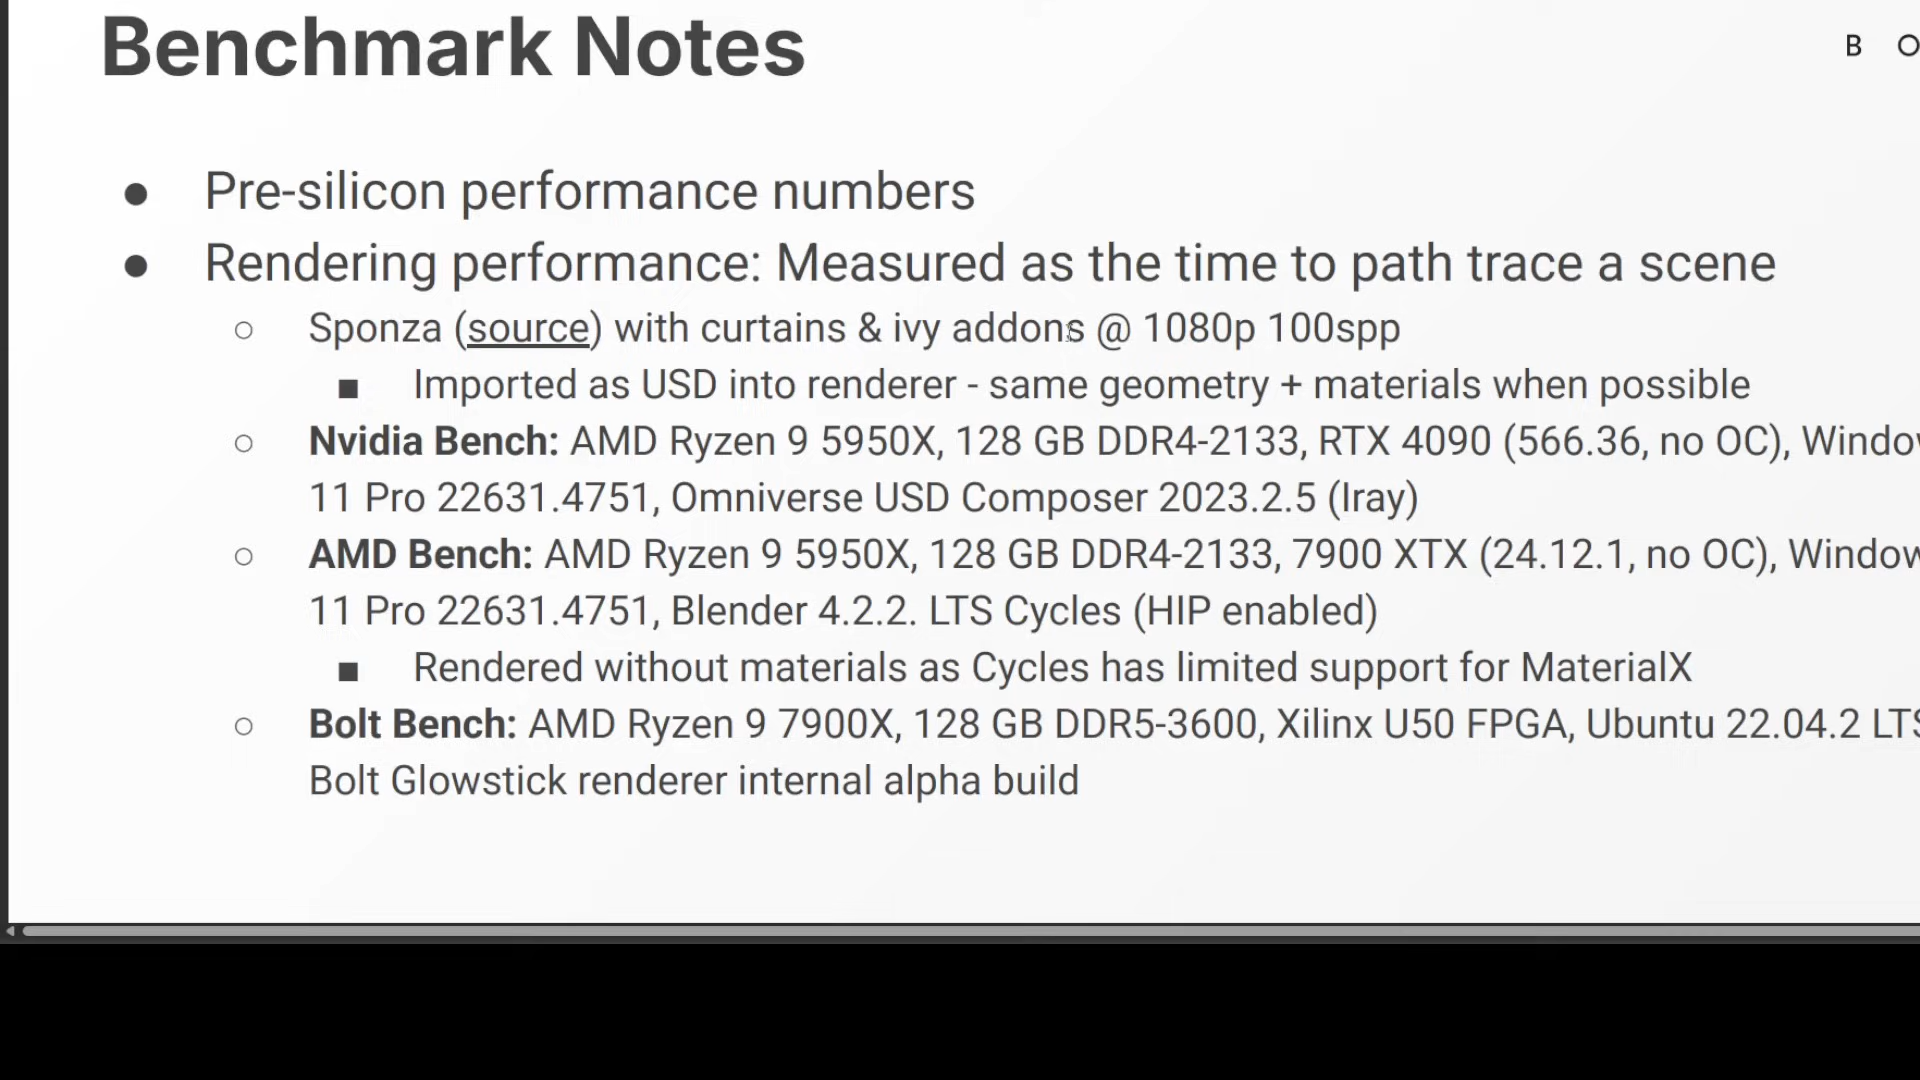 Benchmark Notes
B O
● Pre-silicon performance numbers
● Rendering performance: Measured as the time to path trace a scene
○ Sponza (source) with curtains & ivy addons @ 1080p 100spp
■ Imported as USD into renderer - same geometry + materials when possible
○ Nvidia Bench: AMD Ryzen 9 5950X, 128 GB DDR4-2133, RTX 4090 (566.36, no OC),
11 Pro 22631.4751, Omniverse USD Composer 2023.2.5 (Iray)
○ AMD Bench: AMD Ryzen 9 5950X, 128 GB DDR4-2133, 7900 XTX (24.12.1, no OC),
11 Pro 22631.4751, Blender 4.2.2. LTS Cycles (HIP enabled)
■ Rendered without materials as Cycles has limited support for MaterialX
○ Bolt Bench: AMD Ryzen 9 7900X, 128 GB DDR5-3600, Xilinx U50 FPGA, Ubuntu 22.04.2 LTS
Bolt Glowstick renderer internal alpha build